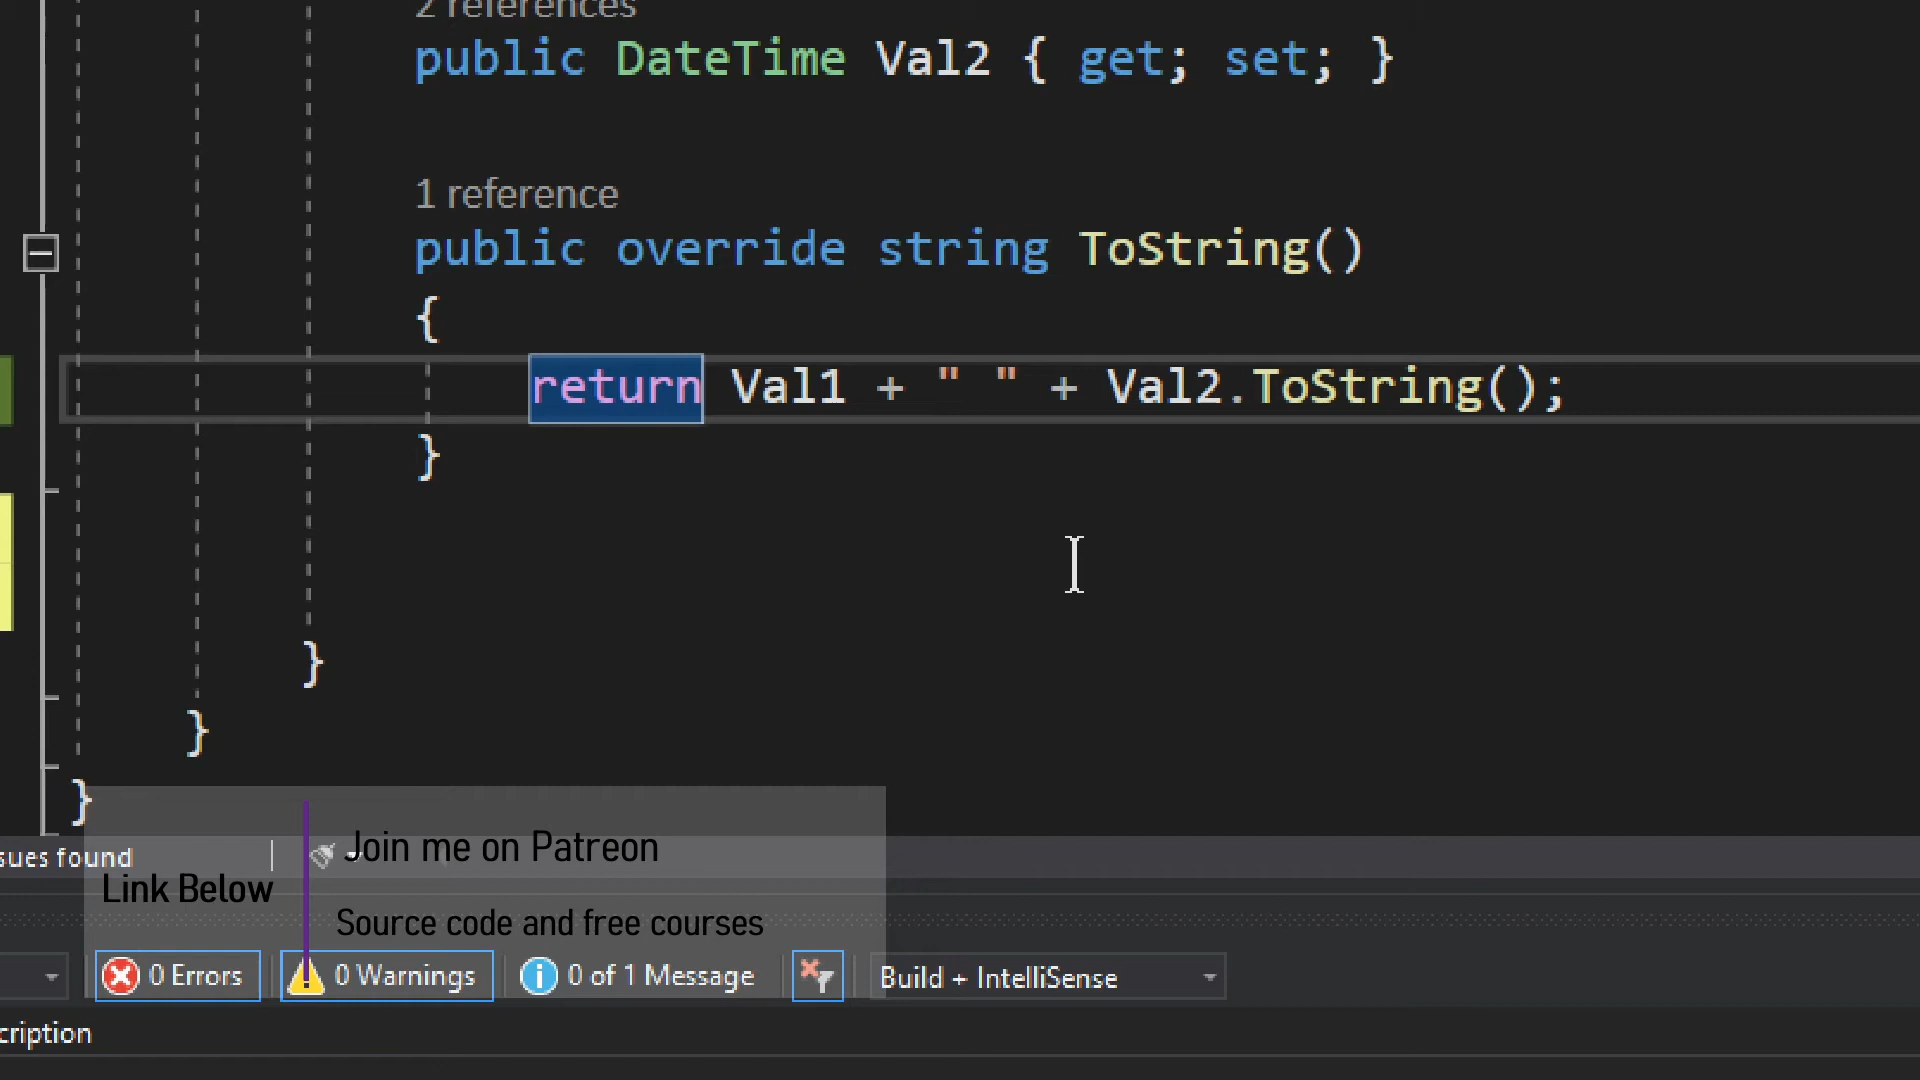 2 references
public DateTime Val2 { get; set; }
1 reference
public override string ToString()
{
return Val1 + " " + Val2.ToString();
}
}
}
}
sues found
Join me on Patreon
Link Below
Source code and free courses
0 Errors
0 Warnings
0 of 1 Message
Build + IntelliSense
cription